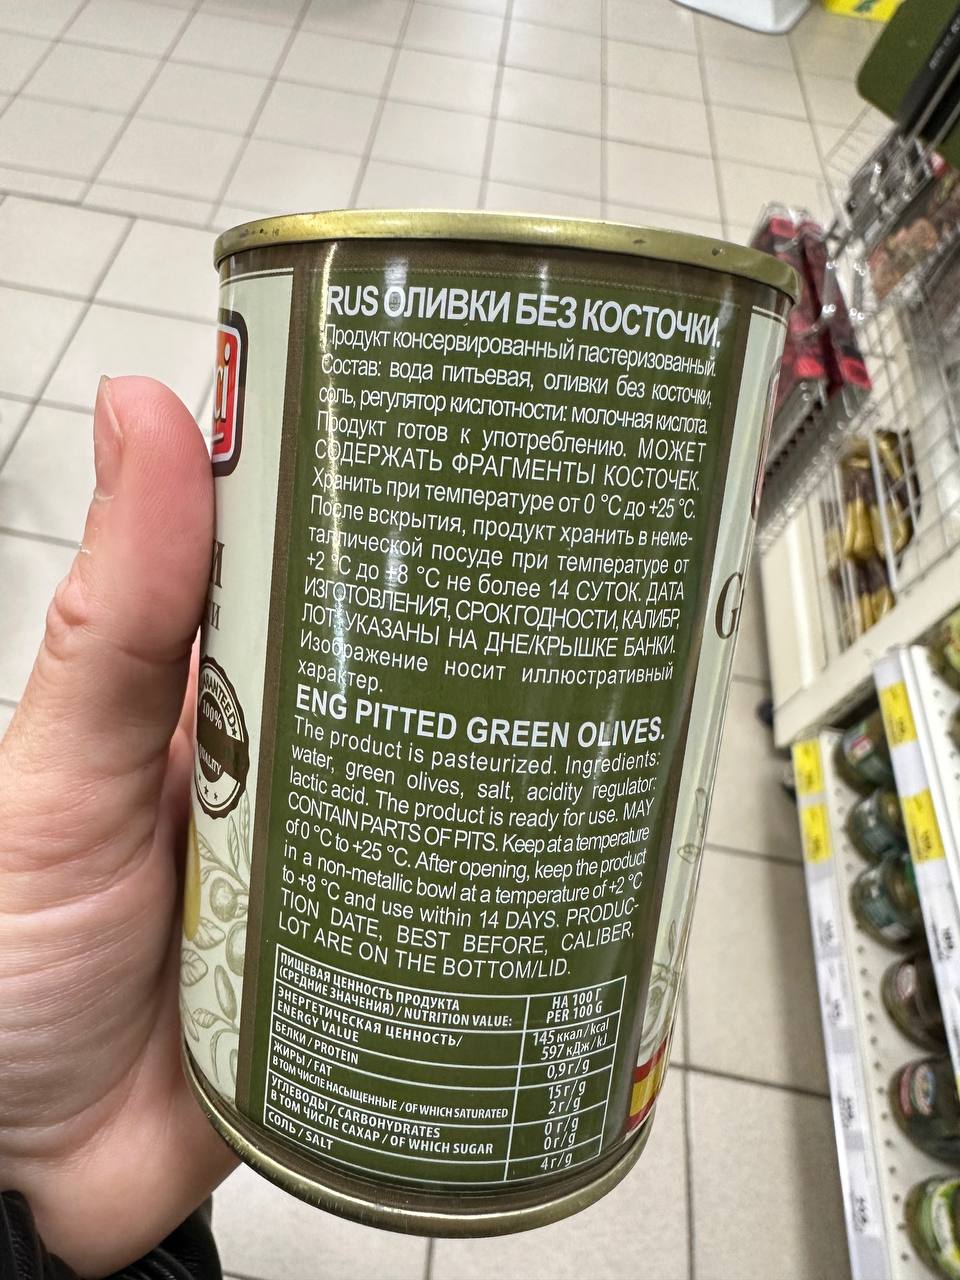 RUS ОЛИВКИ БЕЗ КОСТОЧКИ.
Продукт консервированный пастеризованный.
Состав: вода питьевая, оливки без косточки,
соль, регулятор кислотности: молочная кислота.
Продукт готов к употреблению. МОЖЕТ
СОДЕРЖАТЬ ФРАГМЕНТЫ КОСТОЧЕК.
Хранить при температуре от 0 °C до +25 °C.
После вскрытия, продукт хранить в неме-
таллической посуде при температуре от
+2 °C до +8 °C не более 14 СУТОК. ДАТА
ИЗГОТОВЛЕНИЯ, СРОК ГОДНОСТИ, КАЛИБР,
ЛОТ: УКАЗАНЫ НА ДНЕ/КРЫШКЕ БАНКИ.
Изображение носит иллюстративный
характер.
ENG PITTED GREEN OLIVES.
The product is pasteurized. Ingredients:
water, green olives, salt, acidity regulator:
lactic acid. The product is ready for use. MAY
CONTAIN PARTS OF PITS. Keep at a temperature
of 0 °C to +25 °C. After opening, keep the product
in a non-metallic bowl at a temperature of +2 °C
to +8 °C and use within 14 DAYS. PRODUC-
TION DATE, BEST BEFORE, CALIBER,
LOT ARE ON THE BOTTOM/LID.
ПИЩЕВАЯ ЦЕННОСТЬ ПРОДУКТА НА 100 Г
(СРЕДНИЕ ЗНАЧЕНИЯ) / NUTRITION VALUE: PER 100 G
ЭНЕРГЕТИЧЕСКАЯ ЦЕННОСТЬ/ 145 ккал/kcal
ENERGY VALUE 597 кДж/kJ
БЕЛКИ / PROTEIN 0,9 г/g
ЖИРЫ / FAT 15 г/g
В ТОМ ЧИСЛЕ НАСЫЩЕННЫЕ / OF WHICH SATURATED 2 г/g
УГЛЕВОДЫ / CARBOHYDRATES 0 г/g
В ТОМ ЧИСЛЕ САХАР / OF WHICH SUGAR 0 г/g
СОЛЬ / SALT 4 г/g
100%
QUALITY
G